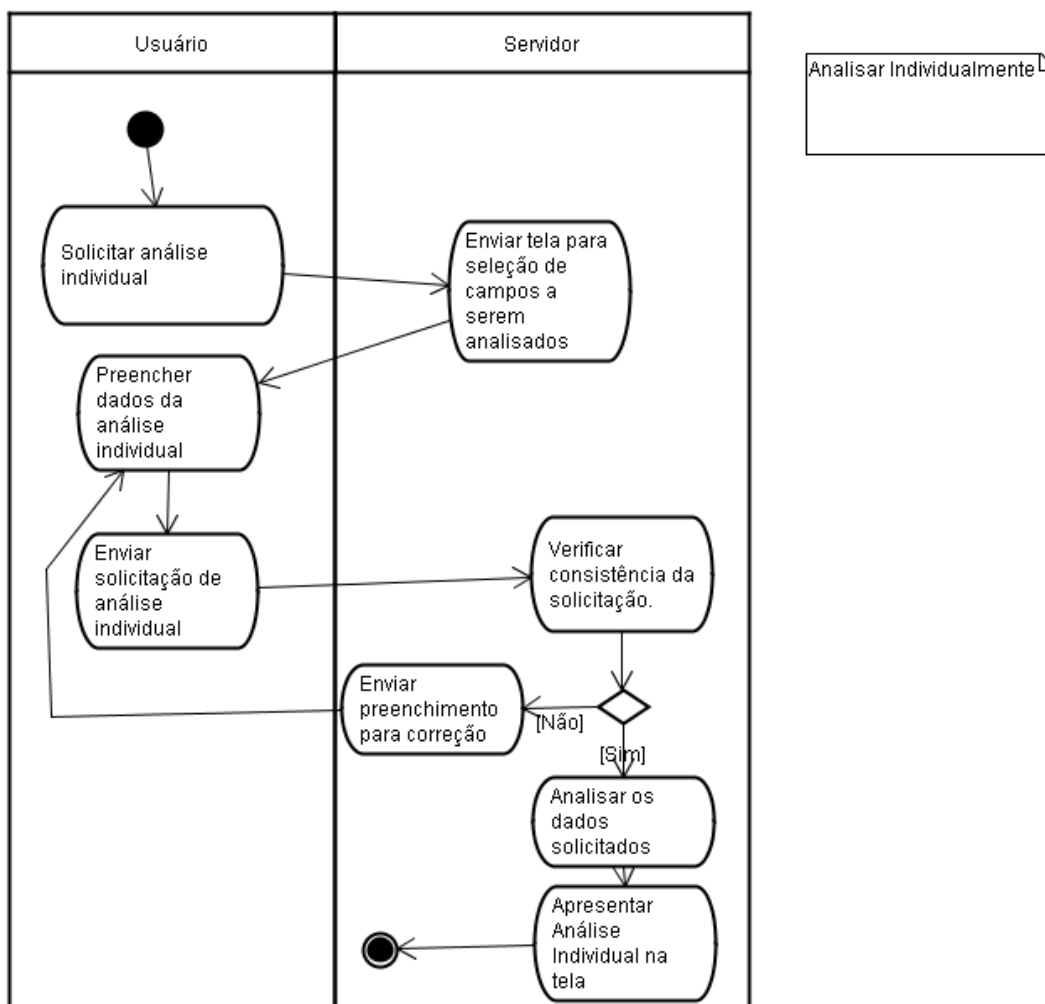 Usuário
Servidor
Analisar Individualmente
Solicitar análise
individual
Enviar tela para
seleção de
campos a
serem
analisados
Preencher
dados da
análise
individual
Enviar
solicitação de
análise
individual
Verificar
consistência da
solicitação.
Enviar
preenchimento
para correção
[Não]
[Sim]
Analisar os
dados
solicitados
Apresentar
Análise
Individual na
tela